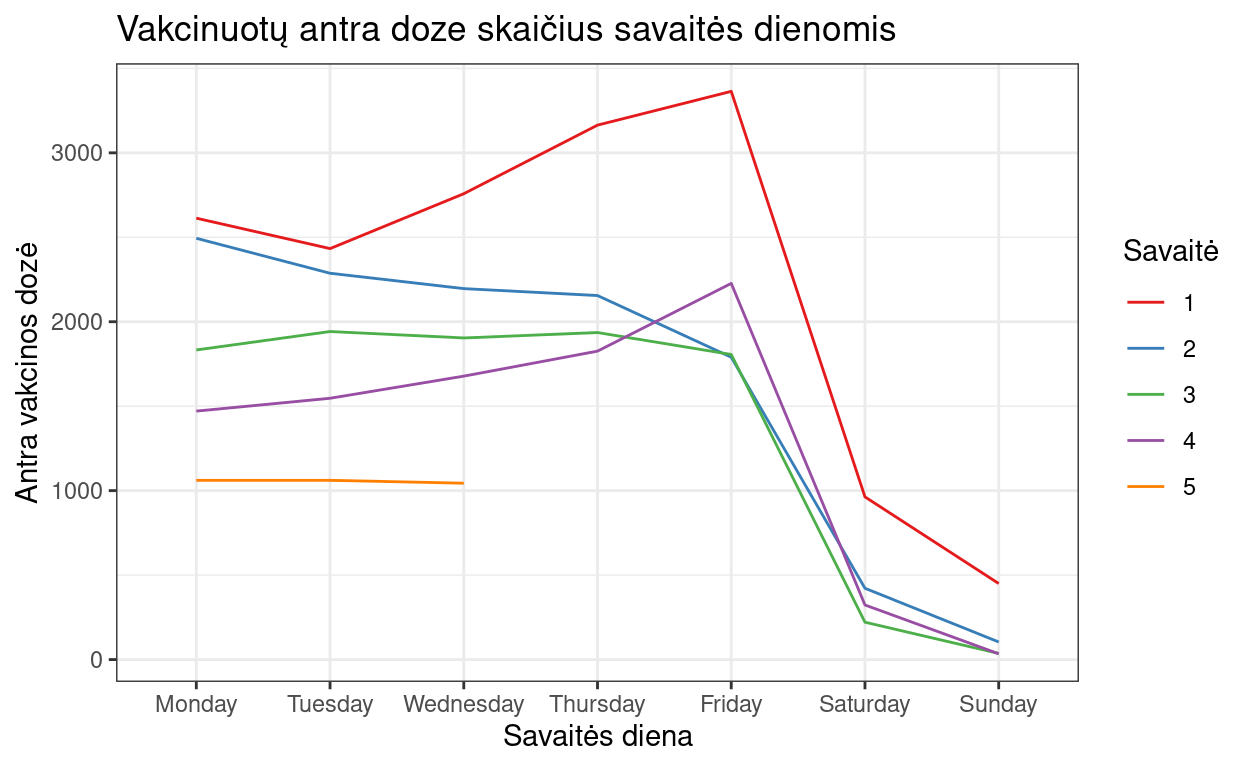 Vakcinuotų antra doze skaičius savaitės dienomis
Antra vakcinos dozė
3000
2000
1000
0
Monday Tuesday Wednesday Thursday Friday Saturday Sunday
Savaitės diena
Savaitė
1
2
3
4
5